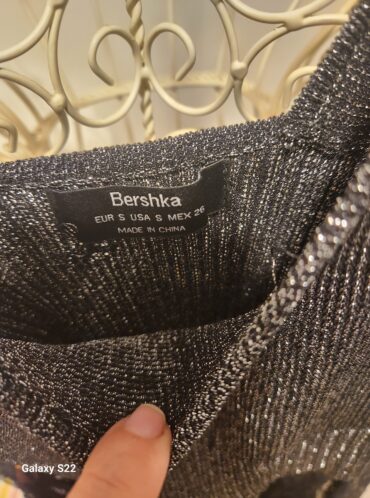 Bershka
EUR S USA S MEX 26
MADE IN CHINA
Galaxy S22